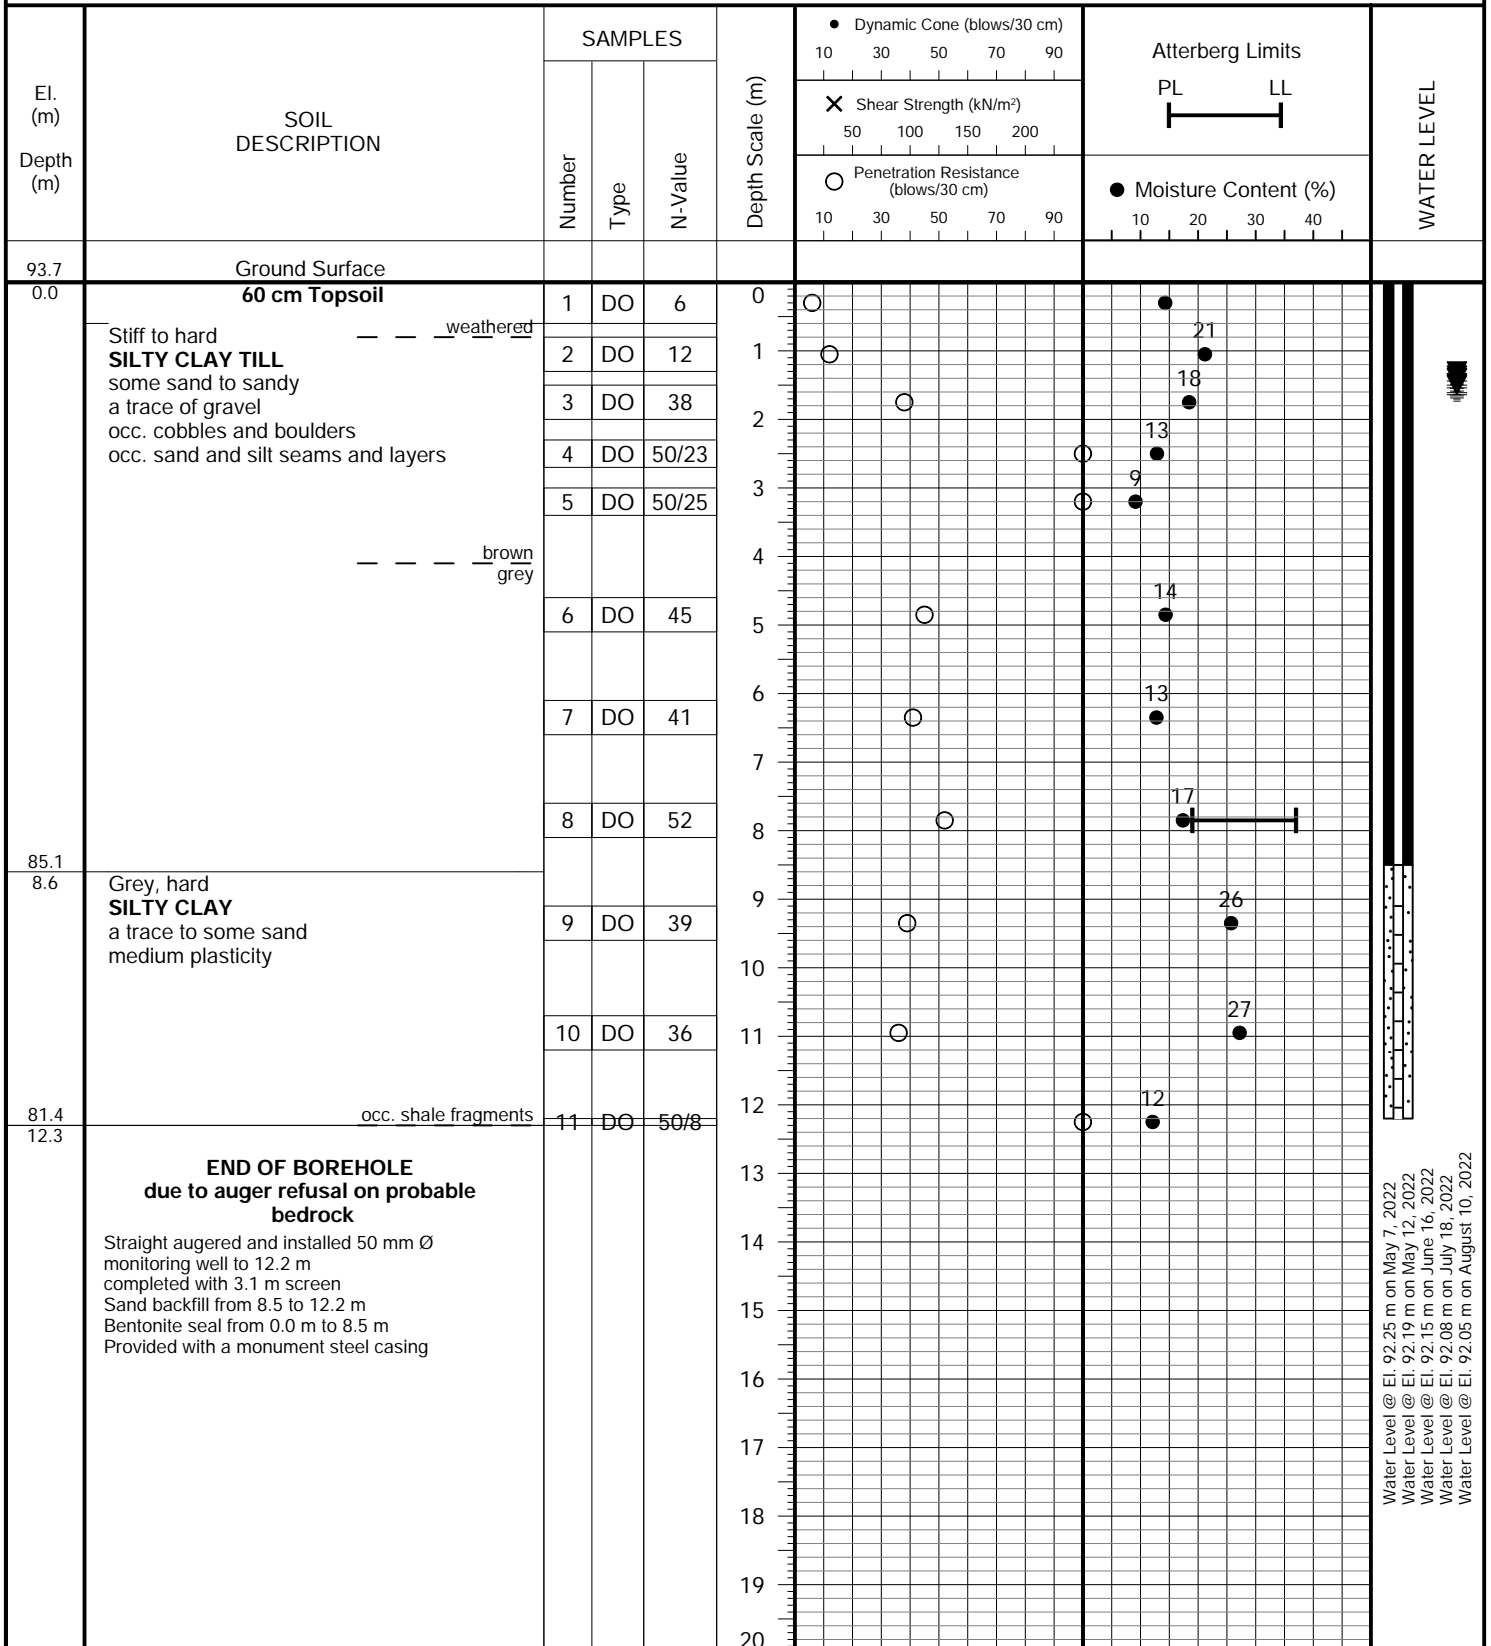 El.
(m)
Depth
(m)
SOIL
DESCRIPTION
SAMPLES
Number
Type
N-Value
Depth Scale (m)
● Dynamic Cone (blows/30 cm)
10 30 50 70 90
✕ Shear Strength (kN/m²)
50 100 150 200
○ Penetration Resistance
(blows/30 cm)
10 30 50 70 90
Atterberg Limits
PL LL
● Moisture Content (%)
10 20 30 40
WATER LEVEL
93.7 Ground Surface
0.0 60 cm Topsoil
1 DO 6 0
weathered
Stiff to hard
SILTY CLAY TILL
some sand to sandy
a trace of gravel
occ. cobbles and boulders
occ. sand and silt seams and layers
21
2 DO 12 1
18
3 DO 38
2
13
4 DO 50/23
9
3
5 DO 50/25
brown
grey
4
14
6 DO 45
5
6
13
7 DO 41
7
17
8 DO 52
8
85.1
8.6 Grey, hard
SILTY CLAY
a trace to some sand
medium plasticity
9
26
9 DO 39
10
27
10 DO 36
11
12
12
81.4 occ. shale fragments
12.3
11 DO 50/8
END OF BOREHOLE
due to auger refusal on probable
bedrock
Straight augered and installed 50 mm Ø
monitoring well to 12.2 m
completed with 3.1 m screen
Sand backfill from 8.5 to 12.2 m
Bentonite seal from 0.0 m to 8.5 m
Provided with a monument steel casing
13
14
15
16
17
18
19
20
Water Level @ El. 92.25 m on May 7, 2022
Water Level @ El. 92.19 m on May 12, 2022
Water Level @ El. 92.15 m on June 16, 2022
Water Level @ El. 92.08 m on July 18, 2022
Water Level @ El. 92.05 m on August 10, 2022